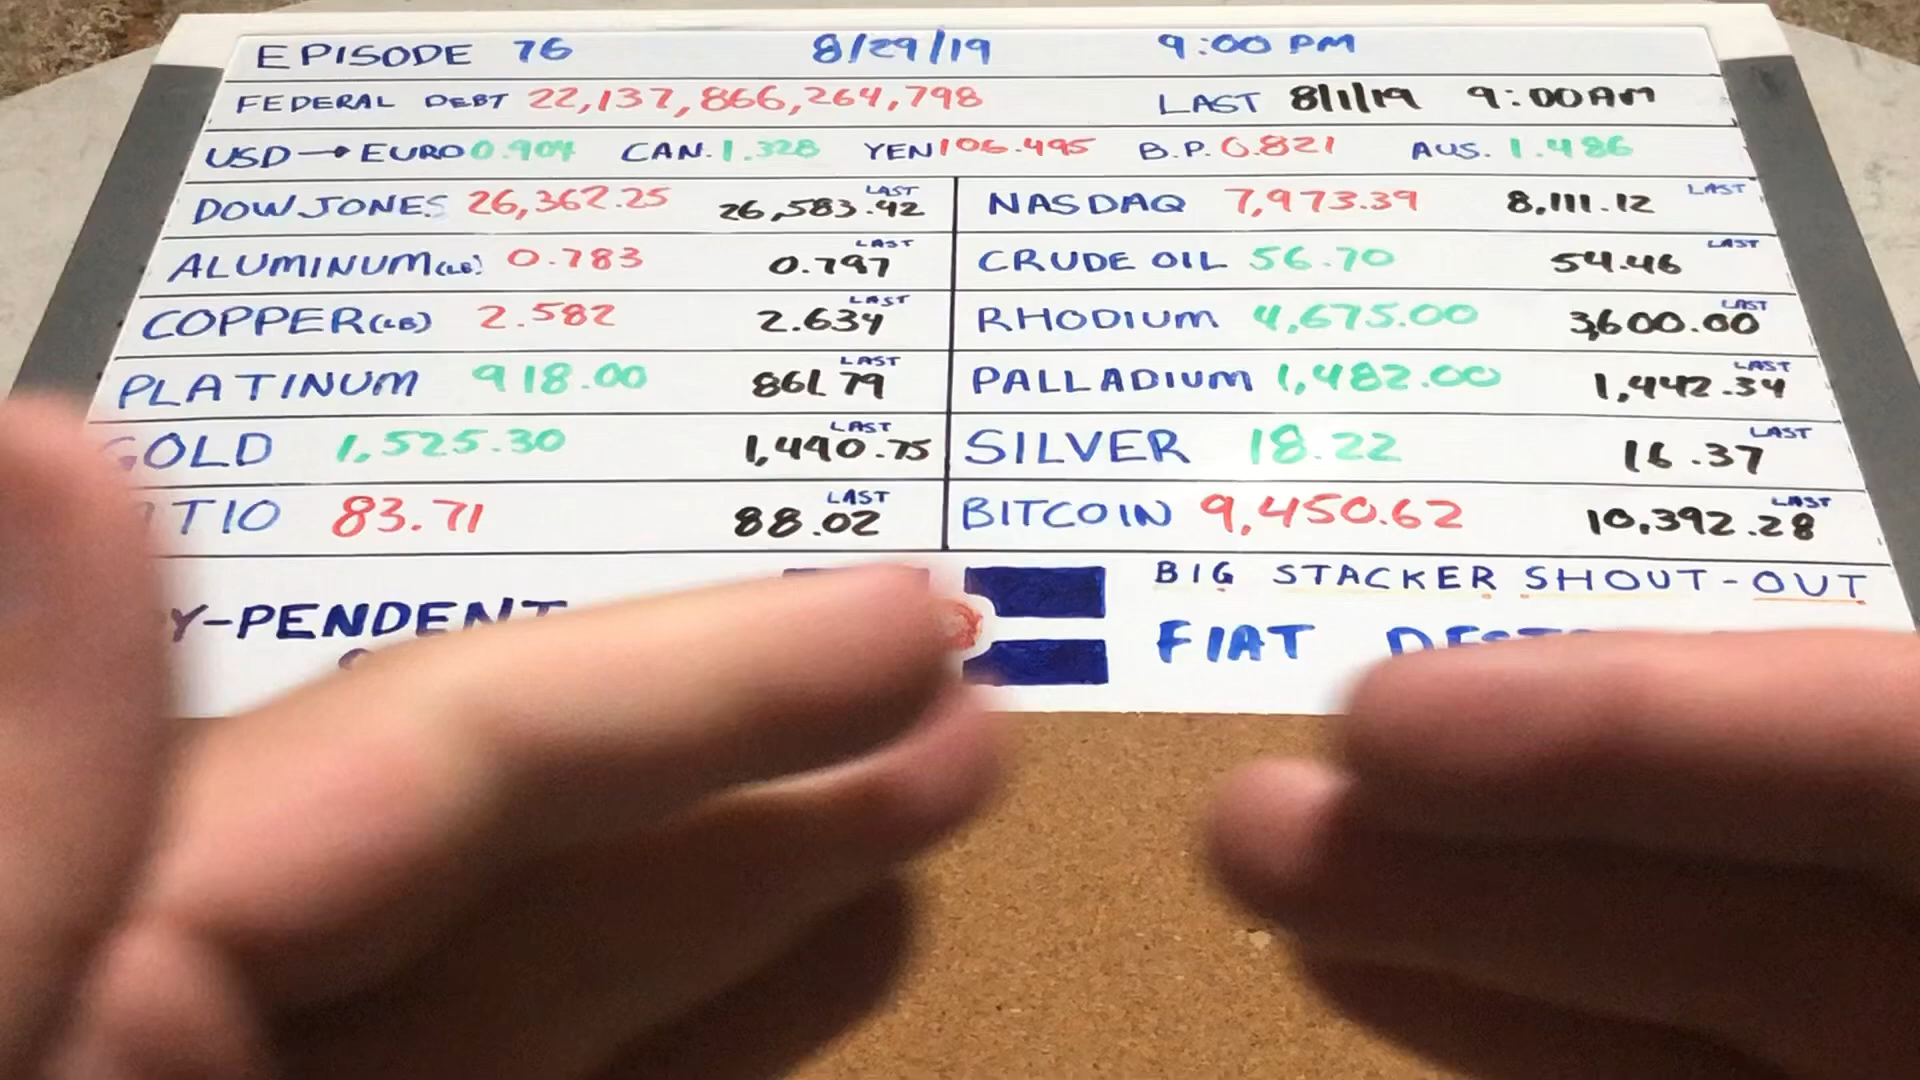 EPISODE 76 8/29/19 9:00 PM
FEDERAL DEBT 22,137,866,264,798 LAST 8/1/19 9:00AM
USD → EURO 0.904 CAN. 1.328 YEN 106.495 B.P. 0.821 AUS. 1.486
DOW JONES 26,362.25 LAST 26,583.42 NASDAQ 7,973.39 LAST 8,111.12
ALUMINUM (LB) 0.783 LAST 0.797 CRUDE OIL 56.70 LAST 54.46
COPPER (LB) 2.582 LAST 2.634 RHODIUM 4,675.00 LAST 3,600.00
PLATINUM 918.00 LAST 861.79 PALLADIUM 1,482.00 LAST 1,442.34
GOLD 1,525.30 LAST 1,440.75 SILVER 18.22 LAST 16.37
TIO 83.71 LAST 88.02 BITCOIN 9,450.62 LAST 10,392.28
BIG STACKER SHOUT-OUT
Y-PENDENT FIAT